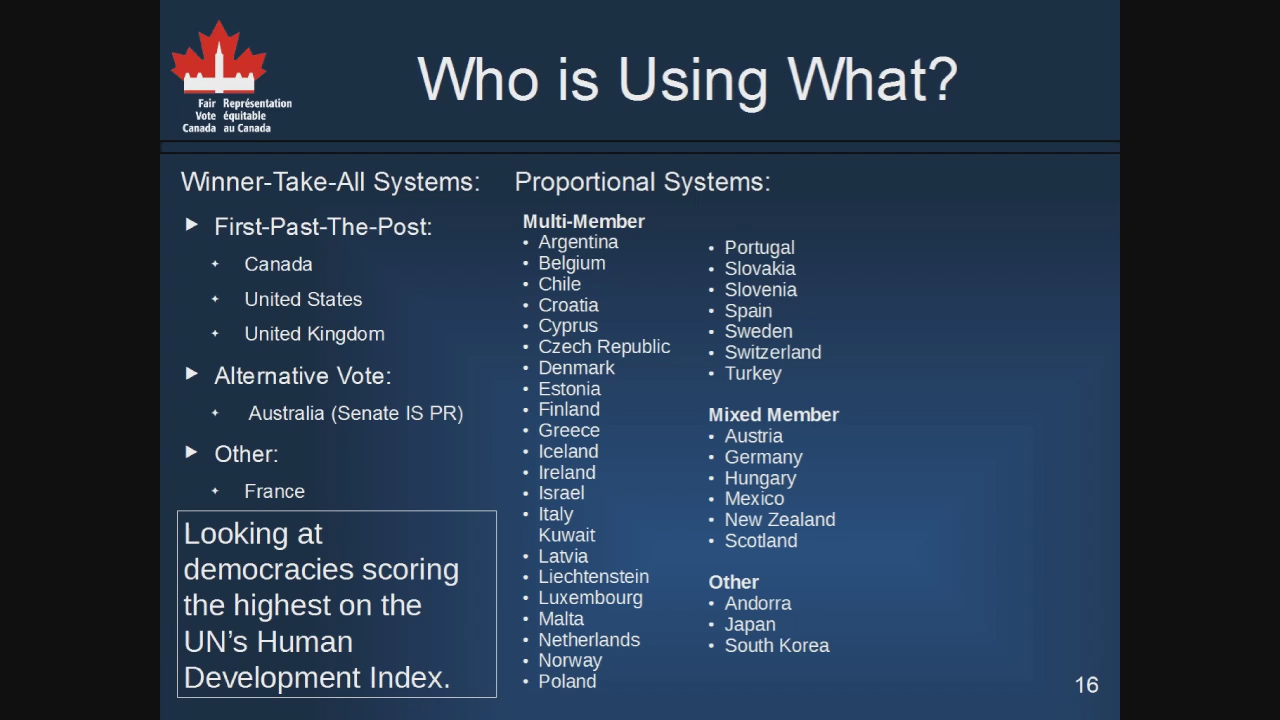 Who is Using What?
Fair Représentation
Vote équitable
Canada au Canada
Winner-Take-All Systems:
First-Past-The-Post:
Canada
United States
United Kingdom
Alternative Vote:
Australia (Senate IS PR)
Other:
France
Looking at
democracies scoring
the highest on the
UN’s Human
Development Index.
Proportional Systems:
Multi-Member
• Argentina
• Belgium
• Chile
• Croatia
• Cyprus
• Czech Republic
• Denmark
• Estonia
• Finland
• Greece
• Iceland
• Ireland
• Israel
• Italy
Kuwait
• Latvia
• Liechtenstein
• Luxembourg
• Malta
• Netherlands
• Norway
• Poland
• Portugal
• Slovakia
• Slovenia
• Spain
• Sweden
• Switzerland
• Turkey
Mixed Member
• Austria
• Germany
• Hungary
• Mexico
• New Zealand
• Scotland
Other
• Andorra
• Japan
• South Korea
16